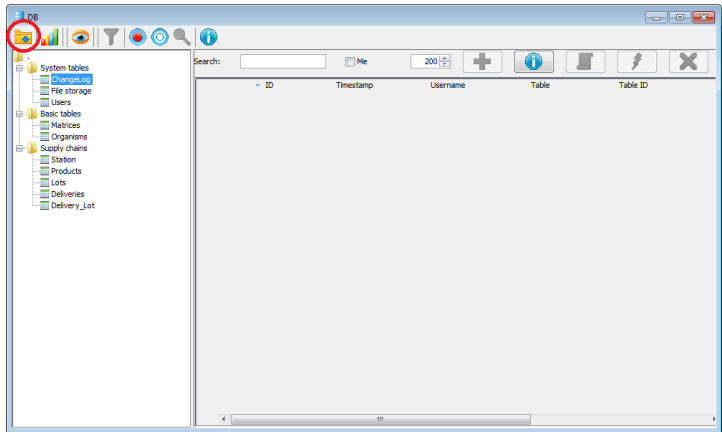 DB
.
System tables
ChangeLog
File storage
Users
Basic tables
Matrices
Organisms
Supply chains
Station
Products
Lots
Deliveries
Delivery_Lot
Search: Me 200
ID Timestamp Username Table Table ID